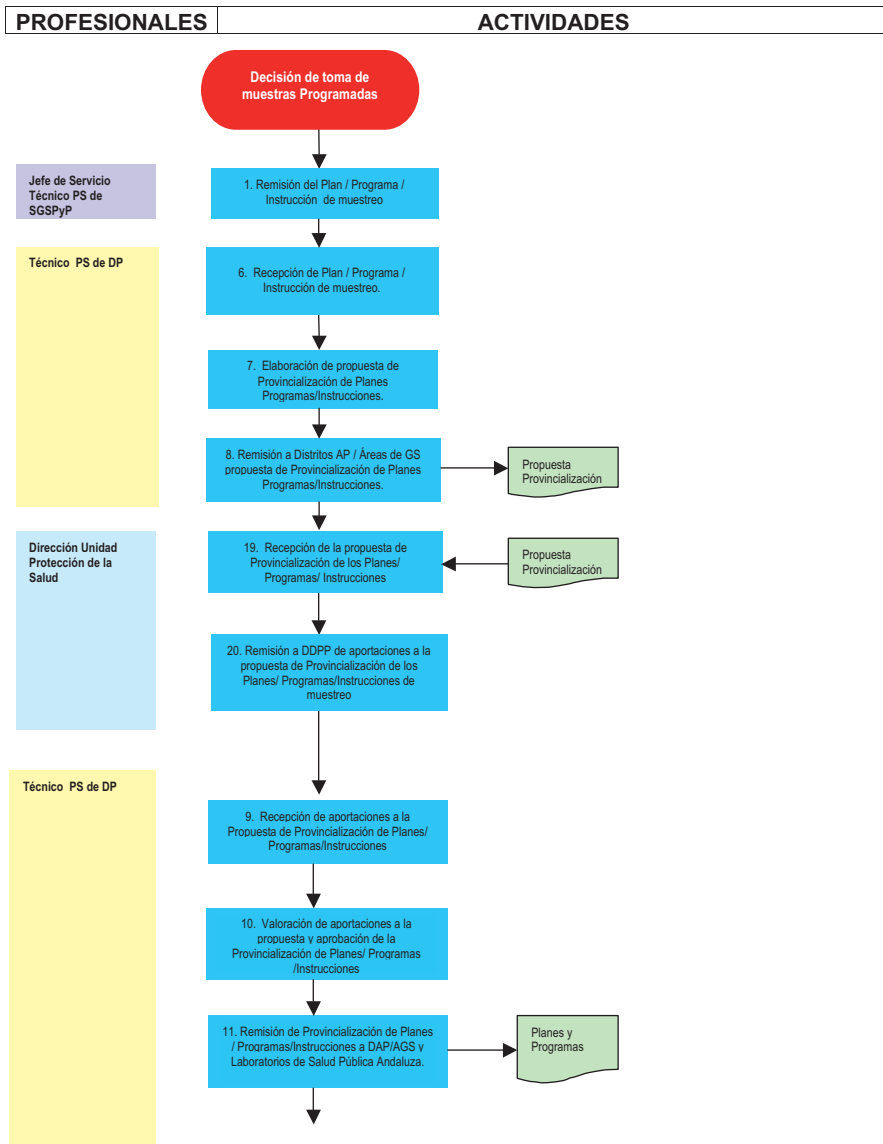 PROFESIONALES ACTIVIDADES
Decisión de toma de
muestras Programadas
Jefe de Servicio
Técnico PS de
SGSPyP
1. Remisión del Plan / Programa /
Instrucción de muestreo
Técnico PS de DP
6. Recepción de Plan / Programa /
Instrucción de muestreo.
7. Elaboración de propuesta de
Provincialización de Planes
Programas/Instrucciones.
8. Remisión a Distritos AP / Áreas de GS
propuesta de Provincialización de Planes
Programas/Instrucciones.
Propuesta
Provincialización
Dirección Unidad
Protección de la
Salud
19. Recepción de la propuesta de
Provincialización de los Planes/
Programas/ Instrucciones
Propuesta
Provincialización
20. Remisión a DDPP de aportaciones a la
propuesta de Provincialización de los
Planes/ Programas/Instrucciones de
muestreo
Técnico PS de DP
9. Recepción de aportaciones a la
Propuesta de Provincialización de Planes/
Programas/Instrucciones
10. Valoración de aportaciones a la
propuesta y aprobación de la
Provincialización de Planes/ Programas
/Instrucciones
11. Remisión de Provincialización de Planes
/ Programas/Instrucciones a DAP/AGS y
Laboratorios de Salud Pública Andaluza.
Planes y
Programas